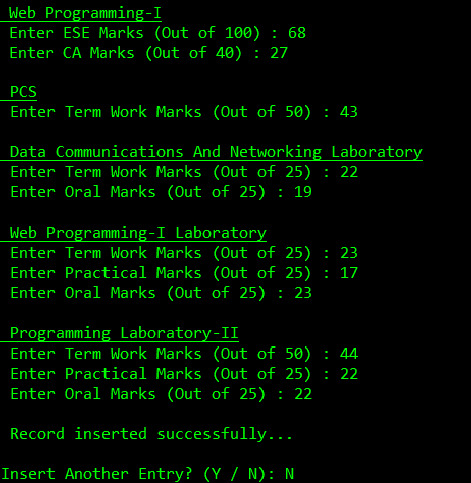 Web Programming-I
Enter ESE Marks (Out of 100) : 68
Enter CA Marks (Out of 40) : 27
PCS
Enter Term Work Marks (Out of 50) : 43
Data Communications And Networking Laboratory
Enter Term Work Marks (Out of 25) : 22
Enter Oral Marks (Out of 25) : 19
Web Programming-I Laboratory
Enter Term Work Marks (Out of 25) : 23
Enter Practical Marks (Out of 25) : 17
Enter Oral Marks (Out of 25) : 23
Programming Laboratory-II
Enter Term Work Marks (Out of 50) : 44
Enter Practical Marks (Out of 25) : 22
Enter Oral Marks (Out of 25) : 22
Record inserted successfully...
Insert Another Entry? (Y / N): N